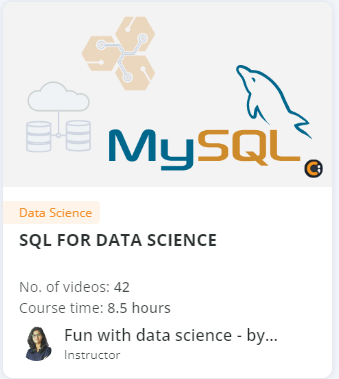 MySQL
Data Science
SQL FOR DATA SCIENCE
No. of videos: 42
Course time: 8.5 hours
Fun with data science - by...
Instructor